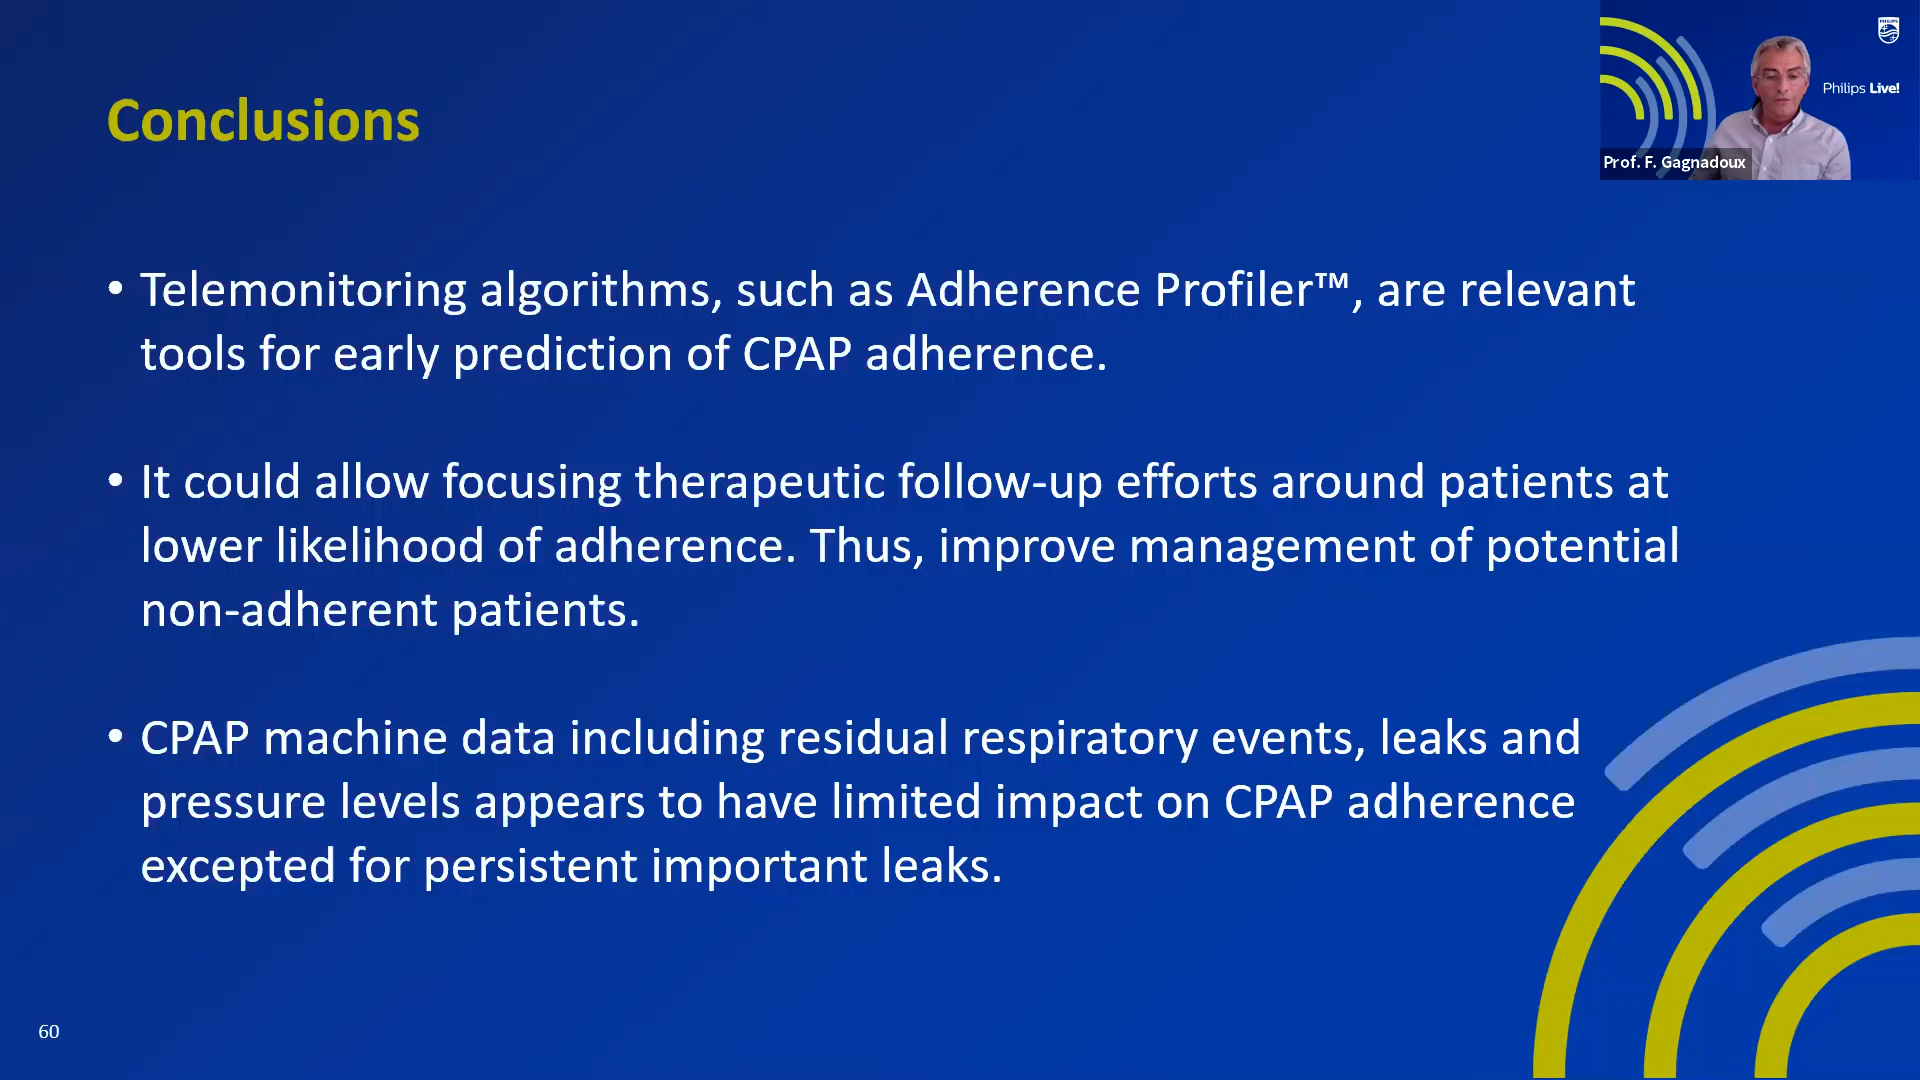 PHILIPS
Philips Live!
Prof. F. Gagnadoux
Conclusions
• Telemonitoring algorithms, such as Adherence Profiler™, are relevant
tools for early prediction of CPAP adherence.
• It could allow focusing therapeutic follow-up efforts around patients at
lower likelihood of adherence. Thus, improve management of potential
non-adherent patients.
• CPAP machine data including residual respiratory events, leaks and
pressure levels appears to have limited impact on CPAP adherence
excepted for persistent important leaks.
60